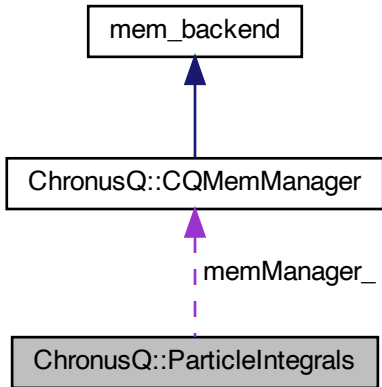 mem_backend
ChronusQ::CQMemManager
memManager_
ChronusQ::ParticleIntegrals